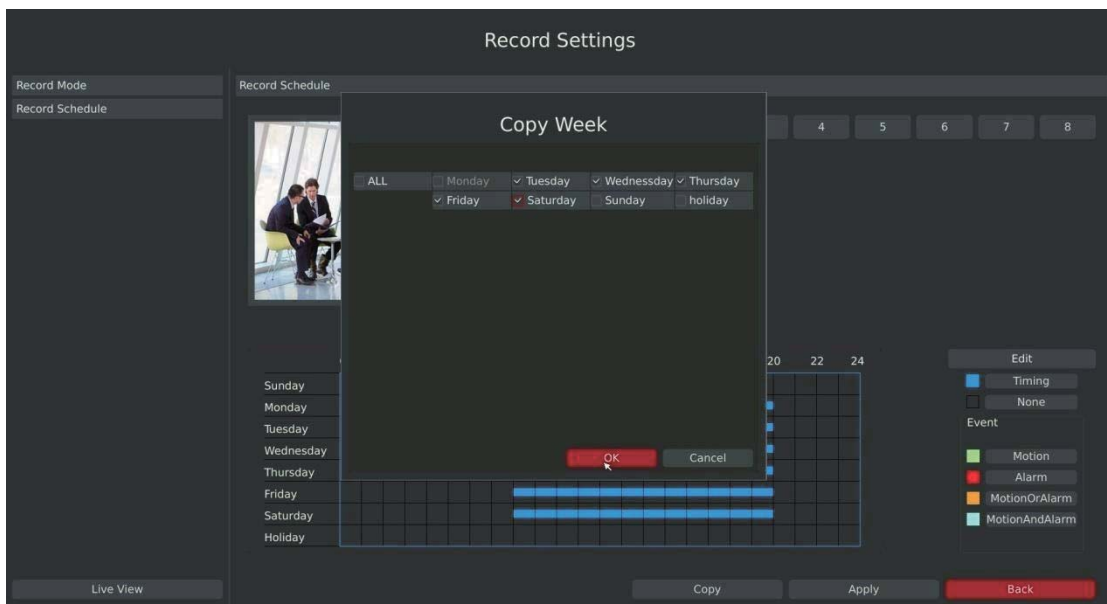 Record Settings
Record Mode
Record Schedule
Record Schedule
Copy Week
4 5 6 7 8
ALL Monday Tuesday Wednessday Thursday
Friday Saturday Sunday holiday
OK Cancel
20 22 24
Sunday
Monday
Tuesday
Wednesday
Thursday
Friday
Saturday
Holiday
Edit
Timing
None
Event
Motion
Alarm
MotionOrAlarm
MotionAndAlarm
Live View
Copy Apply Back